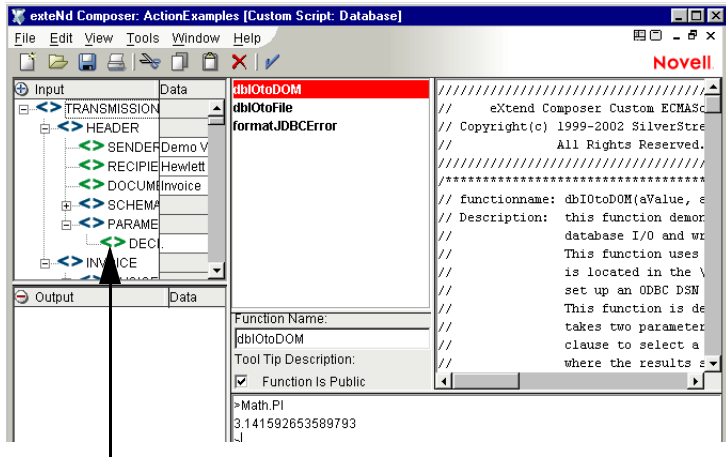 exteNd Composer: ActionExamples [Custom Script: Database]
File Edit View Tools Window Help
Novell
Input Data
TRANSMISSION
HEADER
SENDER Demo V
RECIPIE Hewlett
DOCUM Invoice
SCHEMA
PARAME
DECI.
INVOICE
Output Data
dbIOtoDOM
dbIOtoFile
formatJDBCError
Function Name:
dbIOtoDOM
Tool Tip Description:
Function Is Public
////////////////////////////////////
// eXtend Composer Custom ECMASc
// Copyright(c) 1999-2002 SilverStre
// All Rights Reserved.
////////////////////////////////////
/***********************************
// functionname: dbIOtoDOM(aValue, a
// Description: this function demon
// database I/O and wr
// This function uses
// is located in the \
// set up an ODBC DSN
// This function is de
// takes two parameter
// clause to select a
// where the results s
>Math.PI
3.141592653589793
>